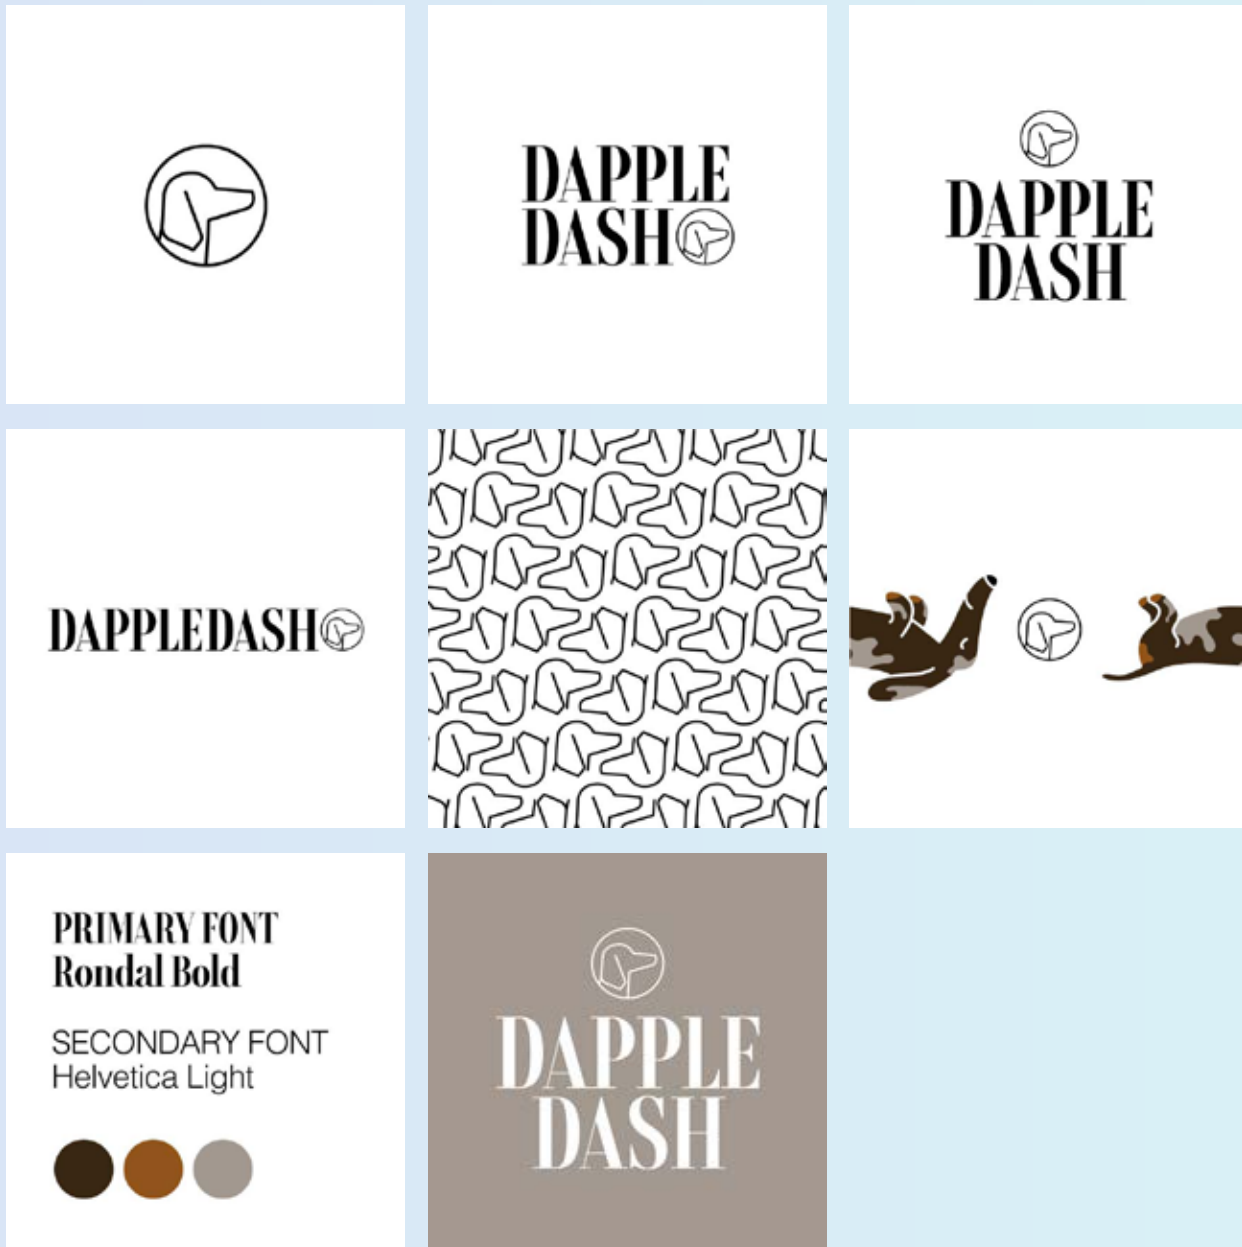 DAPPLE
DASH
DAPPLE
DASH
DAPPLEDASH
PRIMARY FONT
Rondal Bold
SECONDARY FONT
Helvetica Light
DAPPLE
DASH